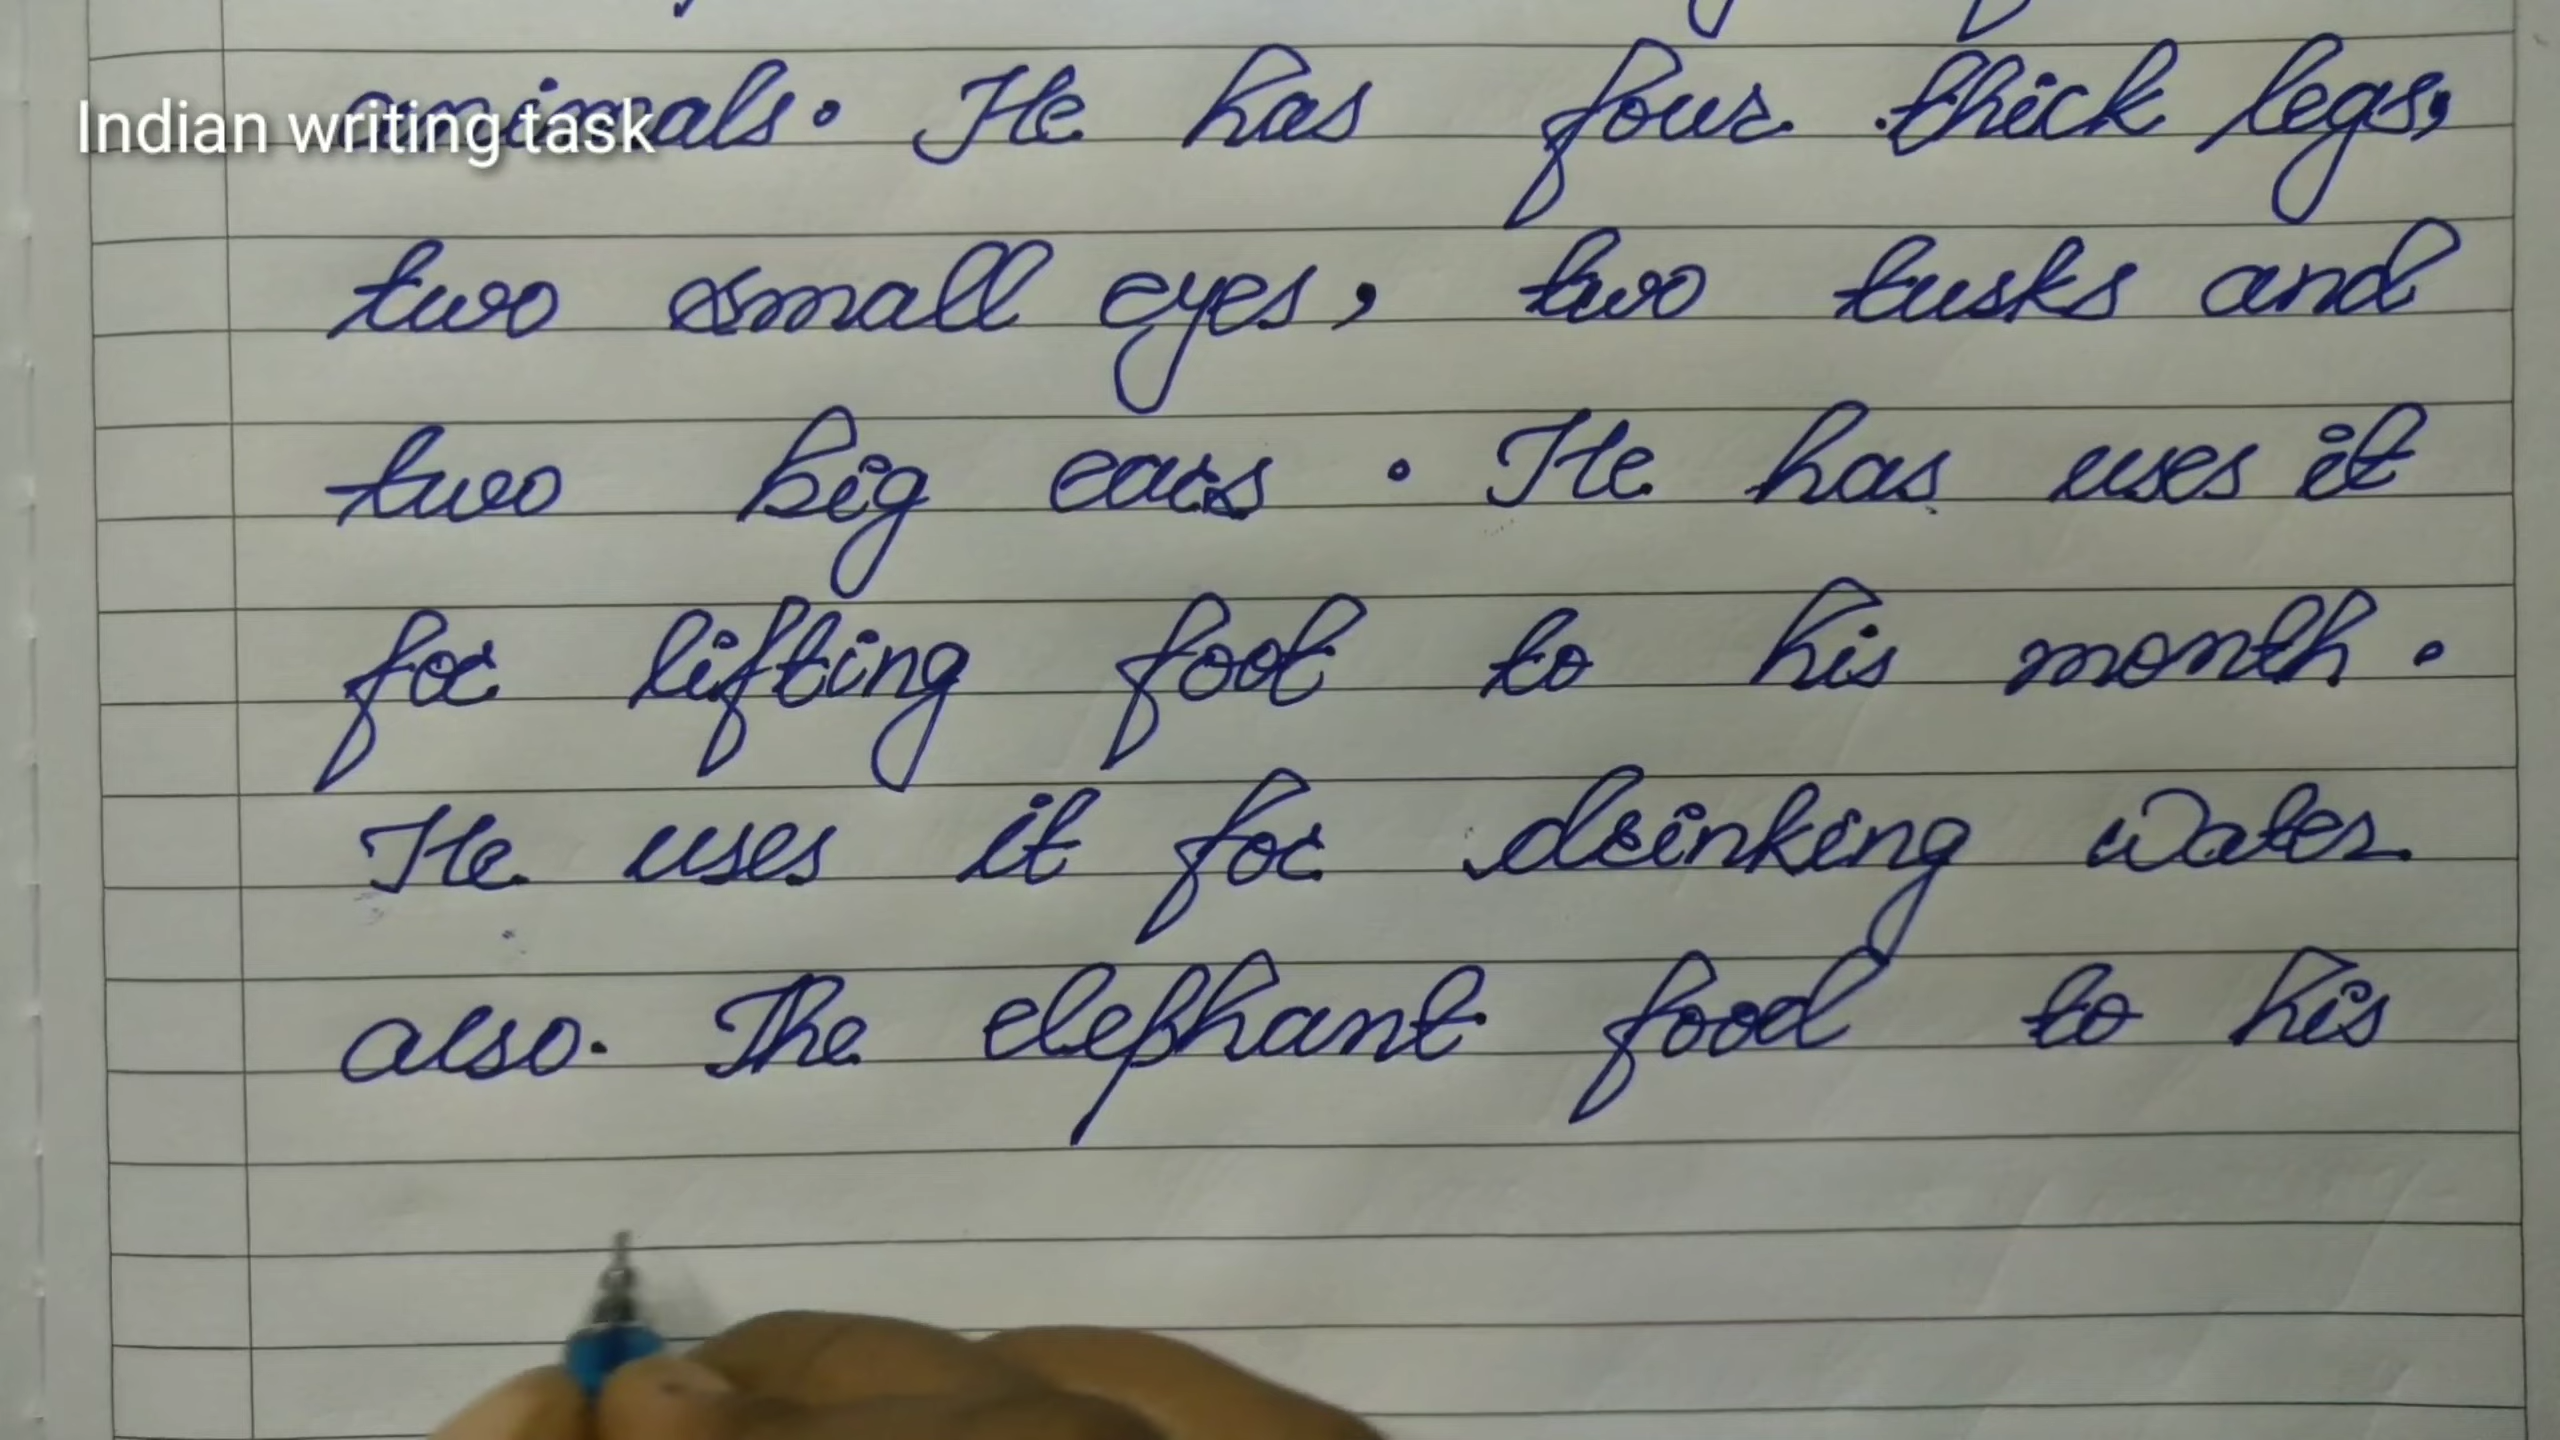 Indian writing task
animals. He has four thick legs,
two small eyes, two tusks and
two big ears. He has uses it
for lifting foot to his month.
He uses it for drinking water
also. The elephant food to his